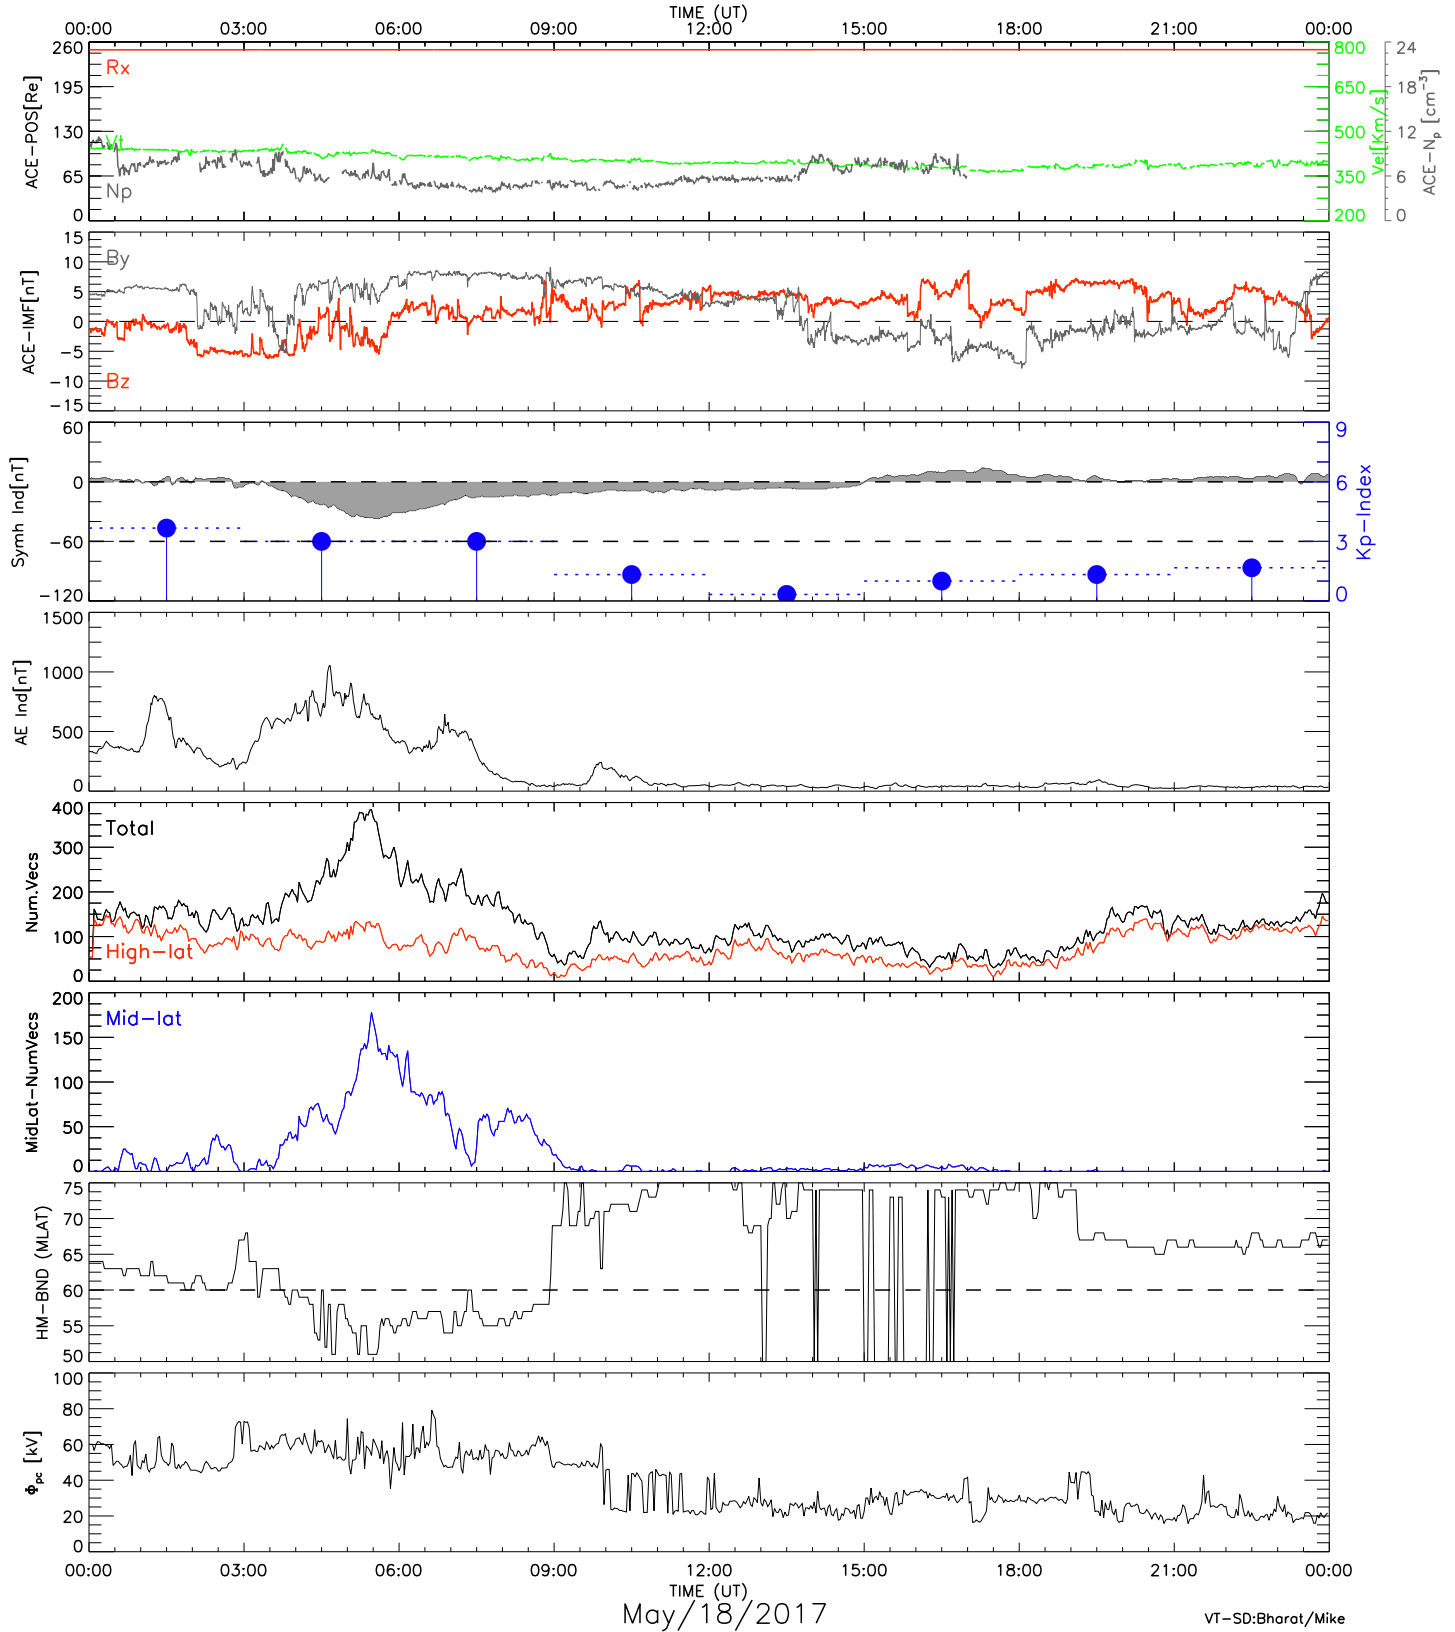 TIME (UT)
00:00 03:00 06:00 09:00 12:00 15:00 18:00 21:00 00:00
ACE-POS[Re]
260
195
130
65
0
Rx
Vt
Np
800
650
500
350
200
Vel[Km/s]
24
18
12
6
0
ACE-Np [cm-3]
ACE-IMF[nT]
15
10
5
0
-5
-10
-15
By
Bz
Symh Ind[nT]
60
0
-60
-120
9
6
3
0
Kp-Index
AE Ind[nT]
1500
1000
500
0
Num.Vecs
400
300
200
100
0
Total
High-lat
MidLat-NumVecs
200
150
100
50
0
Mid-lat
HM-BND (MLAT)
75
70
65
60
55
50
Φpc [kV]
100
80
60
40
20
0
00:00 03:00 06:00 09:00 12:00 15:00 18:00 21:00 00:00
TIME (UT)
May/18/2017
VT-SD:Bharat/Mike